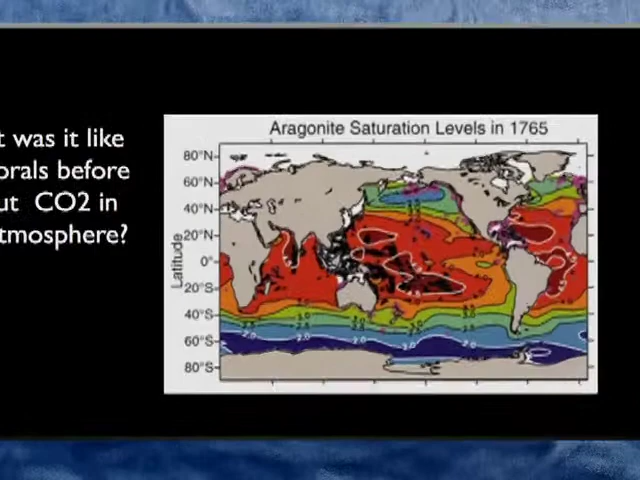 t was it like
orals before
ut CO2 in
tmosphere?
Aragonite Saturation Levels in 1765
80°N
60°N
40°N
20°N
0°
20°S
40°S
60°S
80°S
Latitude